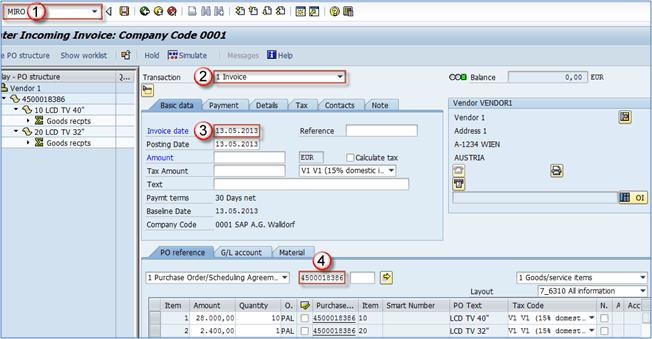 MIRO 1
nter Incoming Invoice: Company Code 0001
PO structure Show worklist Hold Simulate Messages Help
lay - PO structure Q...
Vendor 1
4500018386
10 LCD TV 40"
Goods recpts
20 LCD TV 32"
Goods recpts
Transaction 2 1 Invoice Balance 0,00 EUR
Basic data Payment Details Tax Contacts Note
Invoice date 3 13.05.2013 Reference
Posting Date 13.05.2013
Amount EUR Calculate tax
Tax Amount V1 V1 (15% domestic i...
Text
Paymt terms 30 Days net
Baseline Date 13.05.2013
Company Code 0001 SAP A.G. Walldorf
Vendor VENDOR1
Vendor 1
Address 1
A-1234 WIEN
AUSTRIA
OI
PO reference G/L account Material 4
1 Purchase Order/Scheduling Agreem... 4500018386 1 Goods/service items
Layout 7_6310 All information
Item Amount Quantity O. Purchase... Item Smart Number PO Text Tax Code N. A Acc
1 28.000,00 10 PAL 4500018386 10 LCD TV 40" V1 V1 (15% domest...
2 2.400,00 1 PAL 4500018386 20 LCD TV 32" V1 V1 (15% domest...